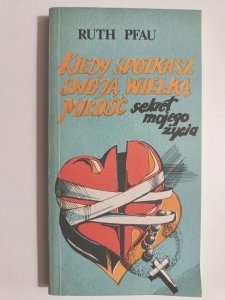 RUTH PFAU
KIEDY SPOTKASZ
SWOJĄ WIELKĄ
MIŁOŚĆ sekret
mojego
życia